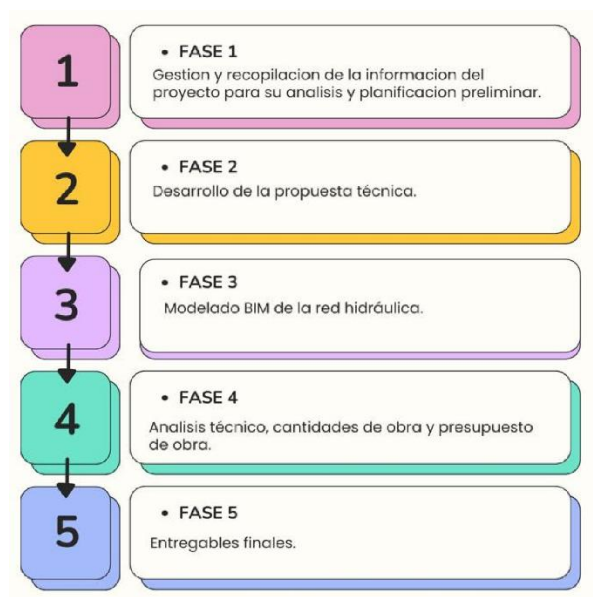 1
• FASE 1
Gestion y recopilacion de la informacion del
proyecto para su analisis y planificacion preliminar.
2
• FASE 2
Desarrollo de la propuesta técnica.
3
• FASE 3
Modelado BIM de la red hidráulica.
4
• FASE 4
Analisis técnico, cantidades de obra y presupuesto
de obra.
5
• FASE 5
Entregables finales.